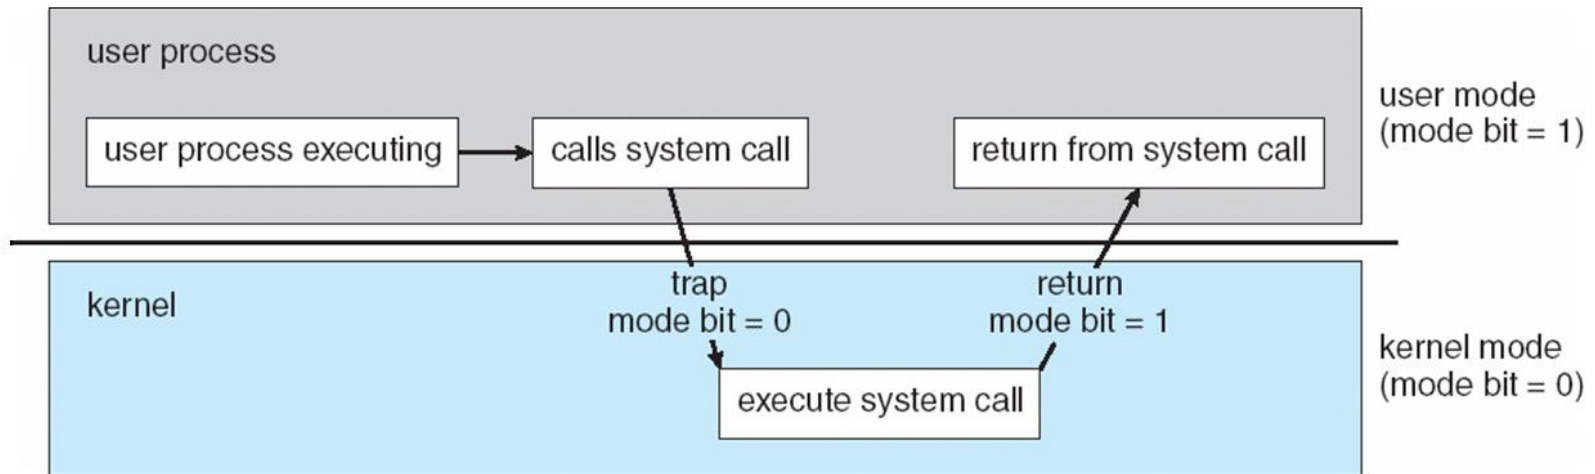 user process
user process executing
calls system call
return from system call
user mode
(mode bit = 1)
kernel
trap
mode bit = 0
return
mode bit = 1
execute system call
kernel mode
(mode bit = 0)